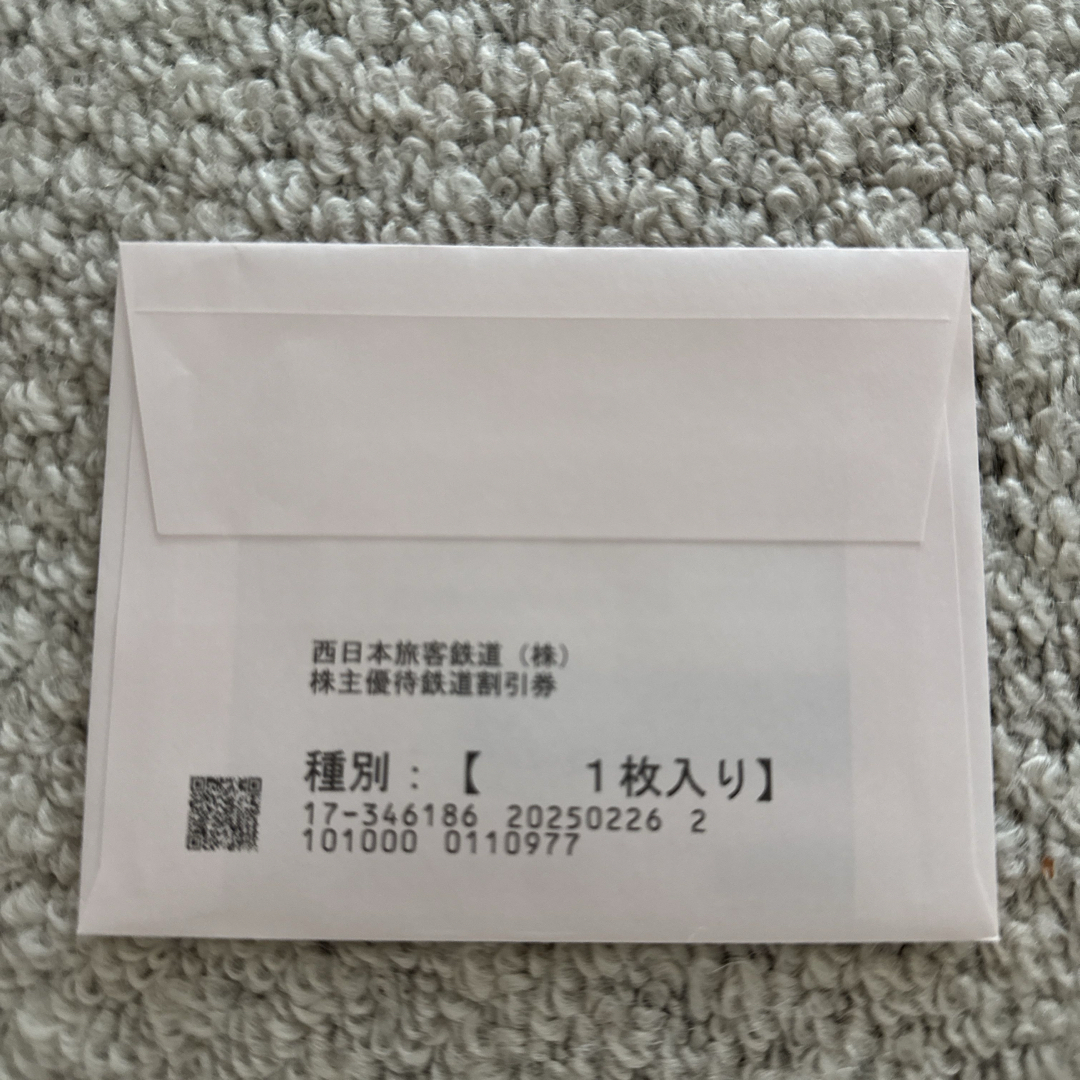 西日本旅客鉄道（株）
株主優待鉄道割引券
種別：【　　1枚入り】
17-346186 20250226 2
101000 0110977